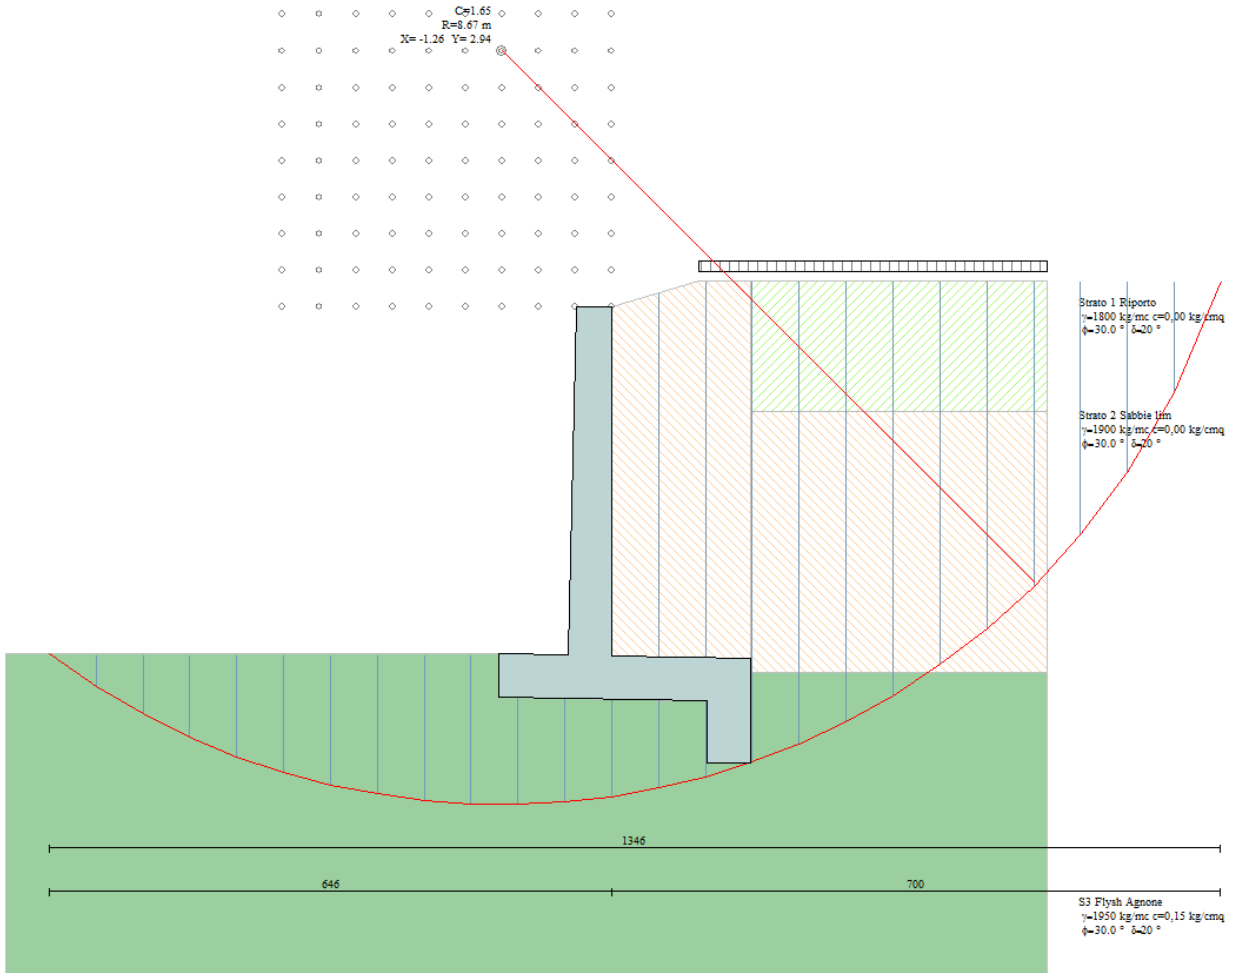 C=1.65
R=8.67 m
X= -1.26 Y= 2.94
Strato 1 Riporto
γ=1800 kg/mc c=0,00 kg/cmq
ϕ=30.0 ° δ=20 °
Strato 2 Sabbie lim
γ=1900 kg/mc c=0,00 kg/cmq
ϕ=30.0 ° δ=20 °
1346
646
700
S3 Flysh Agnone
γ=1950 kg/mc c=0,15 kg/cmq
ϕ=30.0 ° δ=20 °